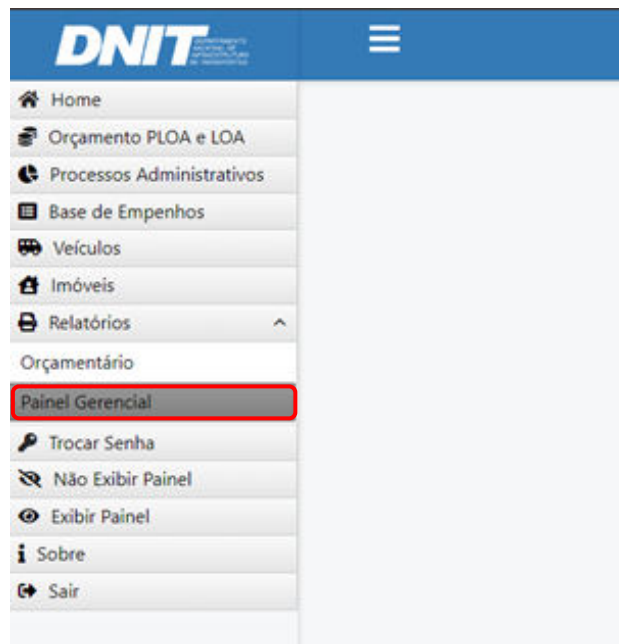 DNIT
Home
Orçamento PLOA e LOA
Processos Administrativos
Base de Empenhos
Veículos
Imóveis
Relatórios
Orçamentário
Painel Gerencial
Trocar Senha
Não Exibir Painel
Exibir Painel
Sobre
Sair